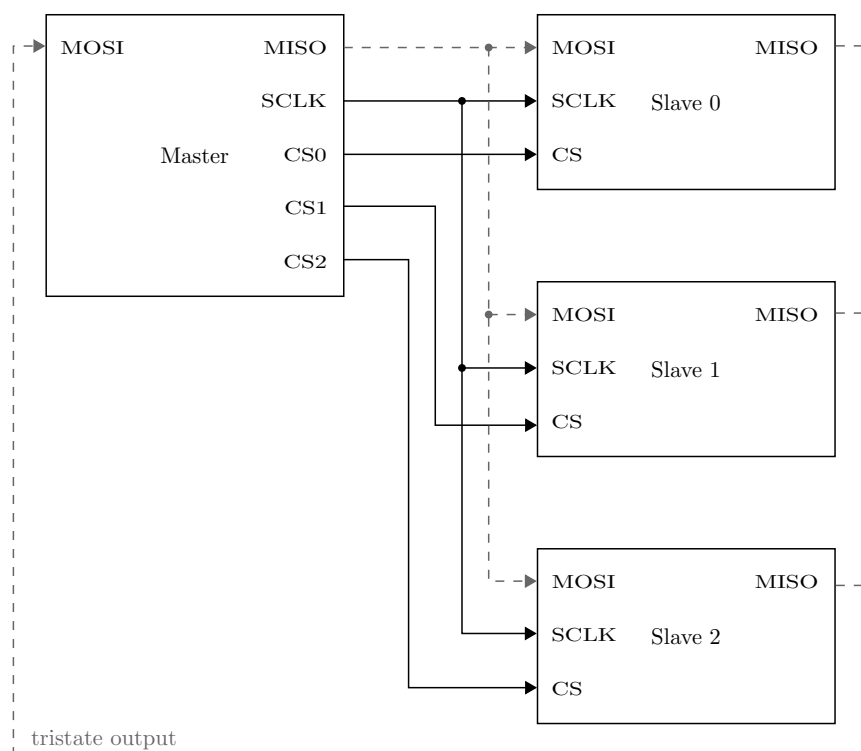 MOSI MISO
SCLK
Master CS0
CS1
CS2
MOSI MISO
SCLK Slave 0
CS
MOSI MISO
SCLK Slave 1
CS
MOSI MISO
SCLK Slave 2
CS
tristate output